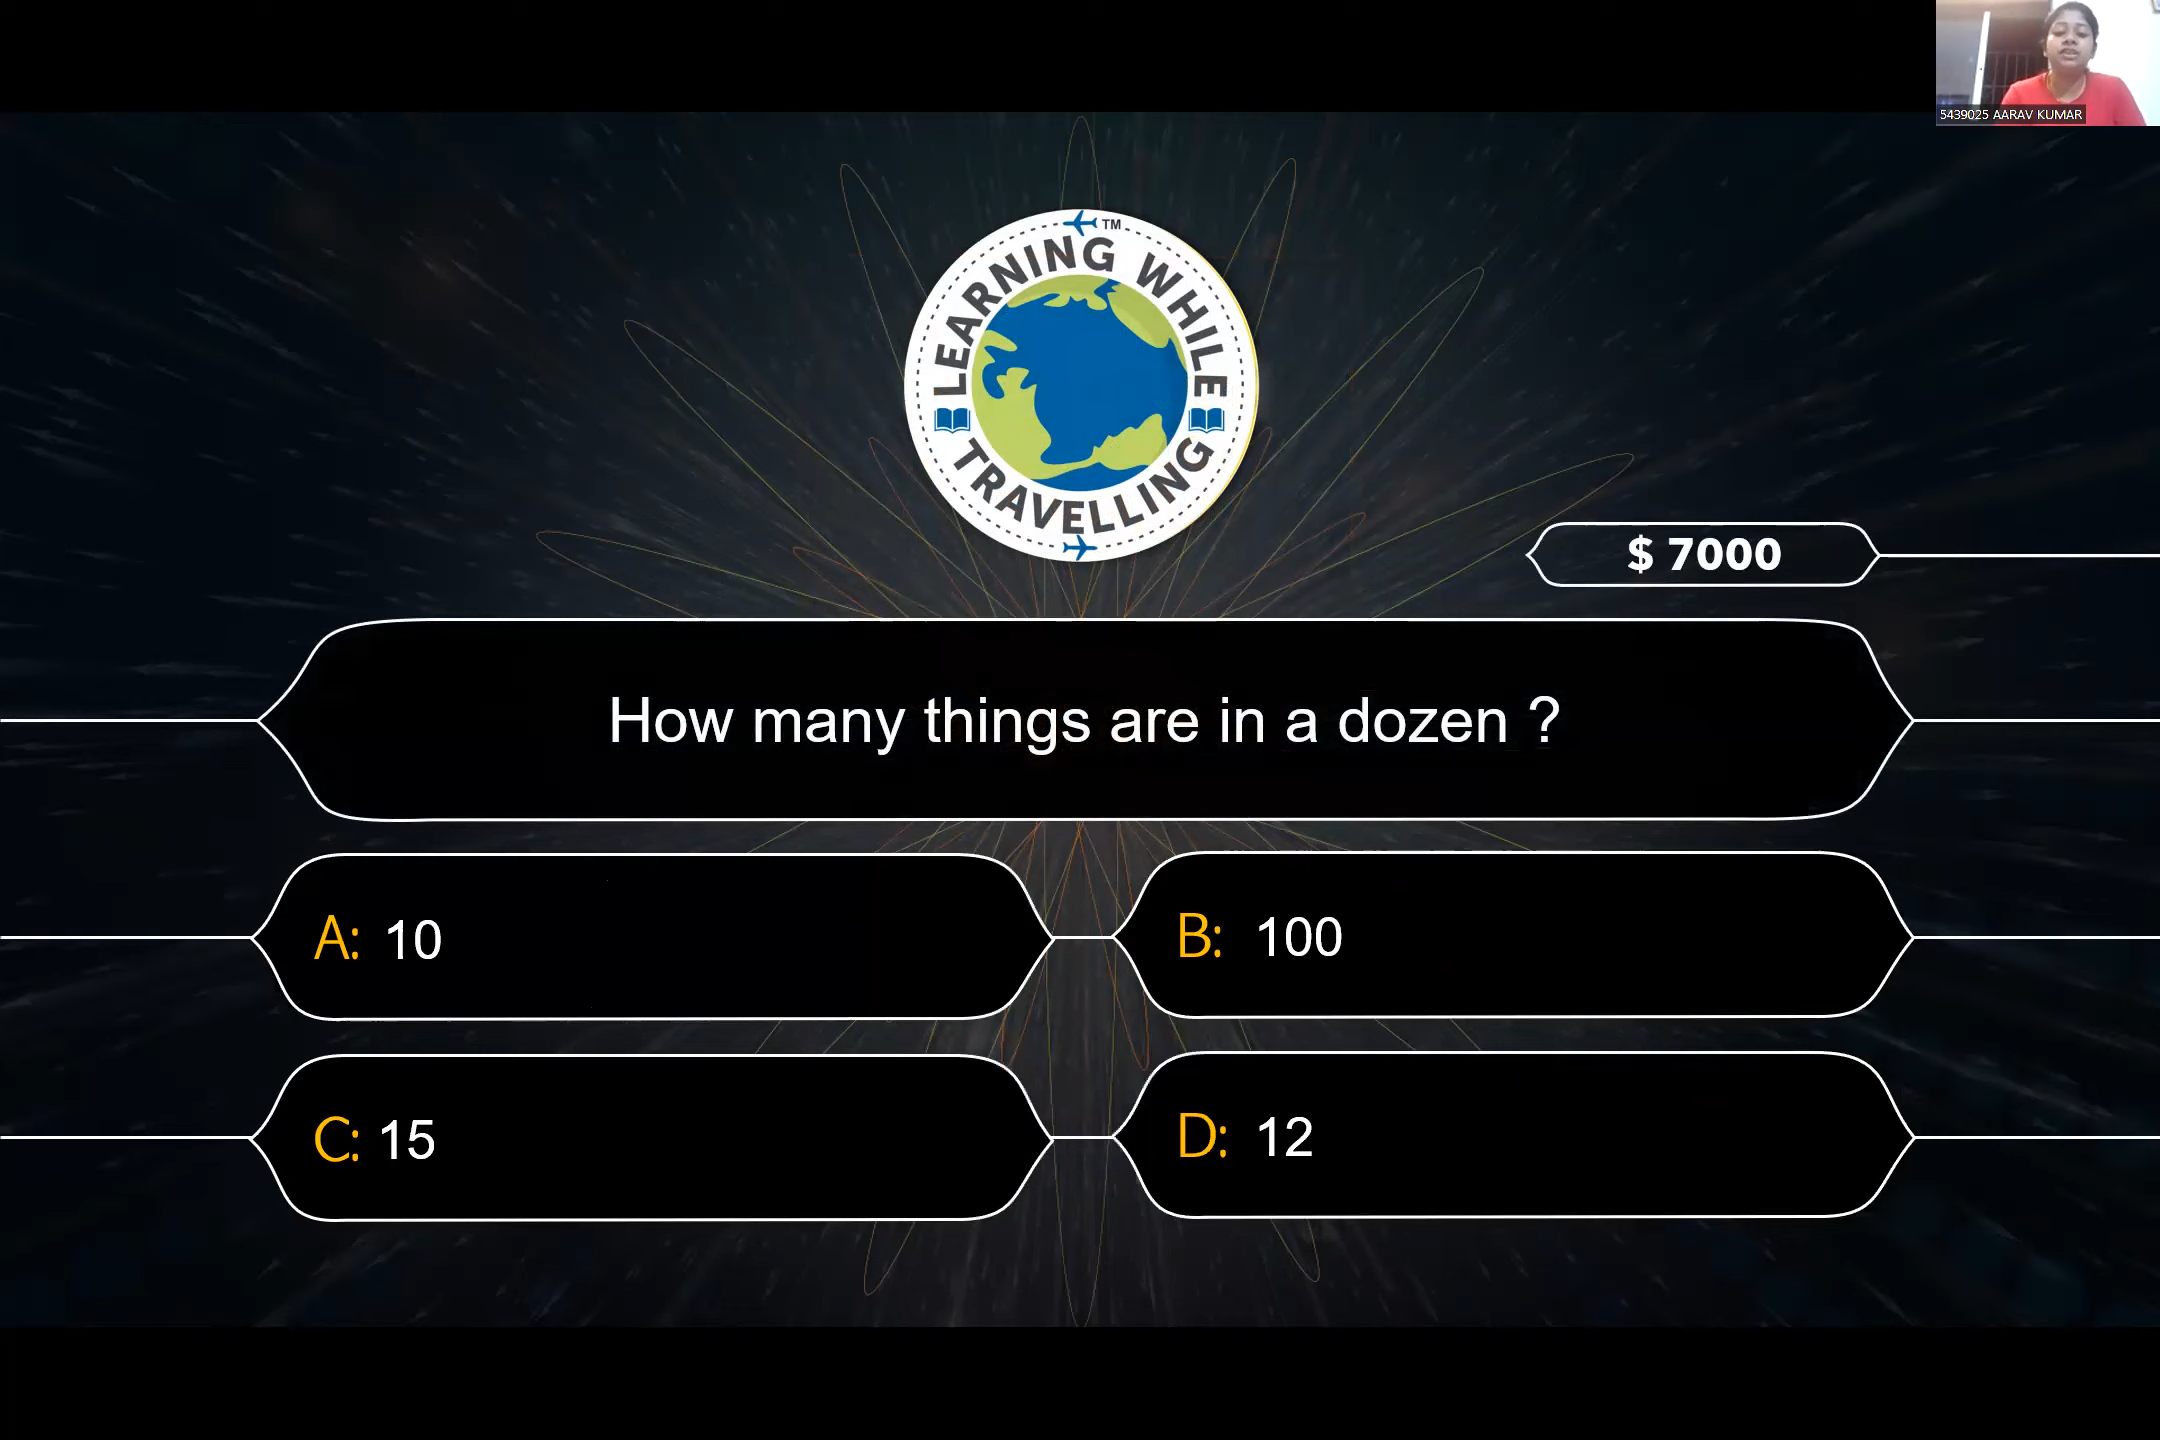 5439025 AARAV KUMAR
LEARNING WHILE
TRAVELLING
TM
$ 7000
How many things are in a dozen ?
A: 10
B: 100
C: 15
D: 12